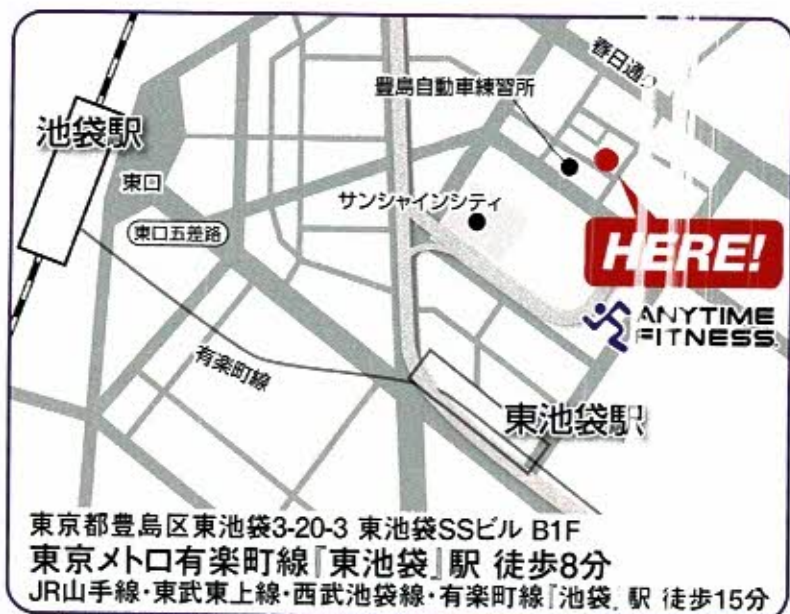 春日通り
豊島自動車練習所
池袋駅
東口
サンシャインシティ
東口五差路
HERE!
ANYTIME
FITNESS
有楽町線
東池袋駅
東京都豊島区東池袋3-20-3 東池袋SSビル B1F
東京メトロ有楽町線『東池袋』駅 徒歩8分
JR山手線・東武東上線・西武池袋線・有楽町線『池袋』駅 徒歩15分